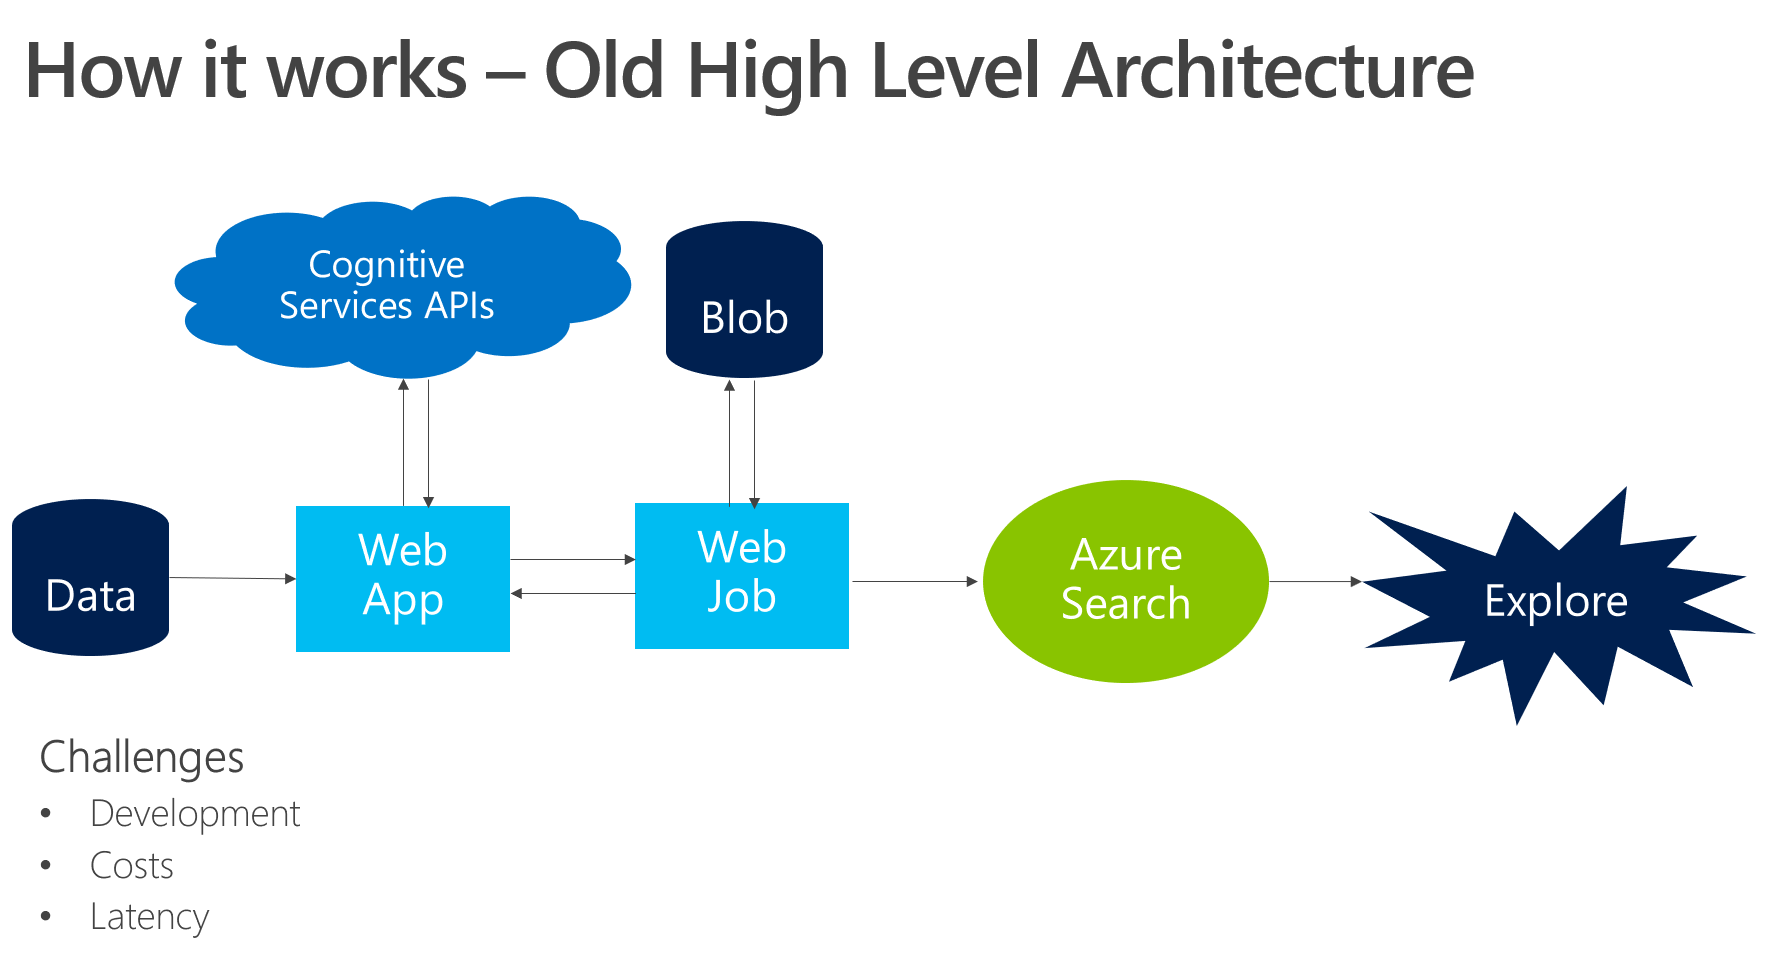 How it works – Old High Level Architecture
Cognitive
Services APIs
Blob
Data
Web
App
Web
Job
Azure
Search
Explore
Challenges
• Development
• Costs
• Latency